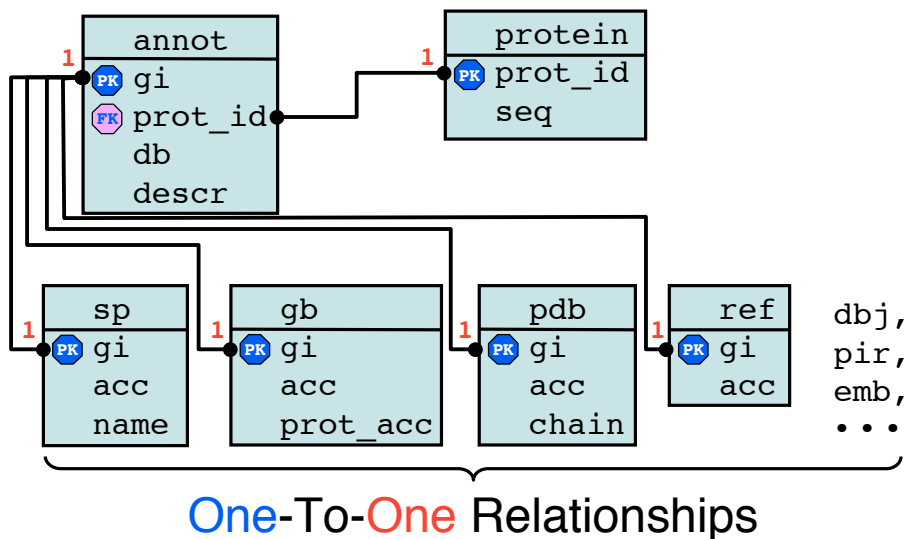 annot
1
PK gi
FK prot_id
db
descr
protein
1
PK prot_id
seq
sp
1
PK gi
acc
name
gb
1
PK gi
acc
prot_acc
pdb
1
PK gi
acc
chain
ref
1
PK gi
acc
dbj,
pir,
emb,
•••
One-To-One Relationships